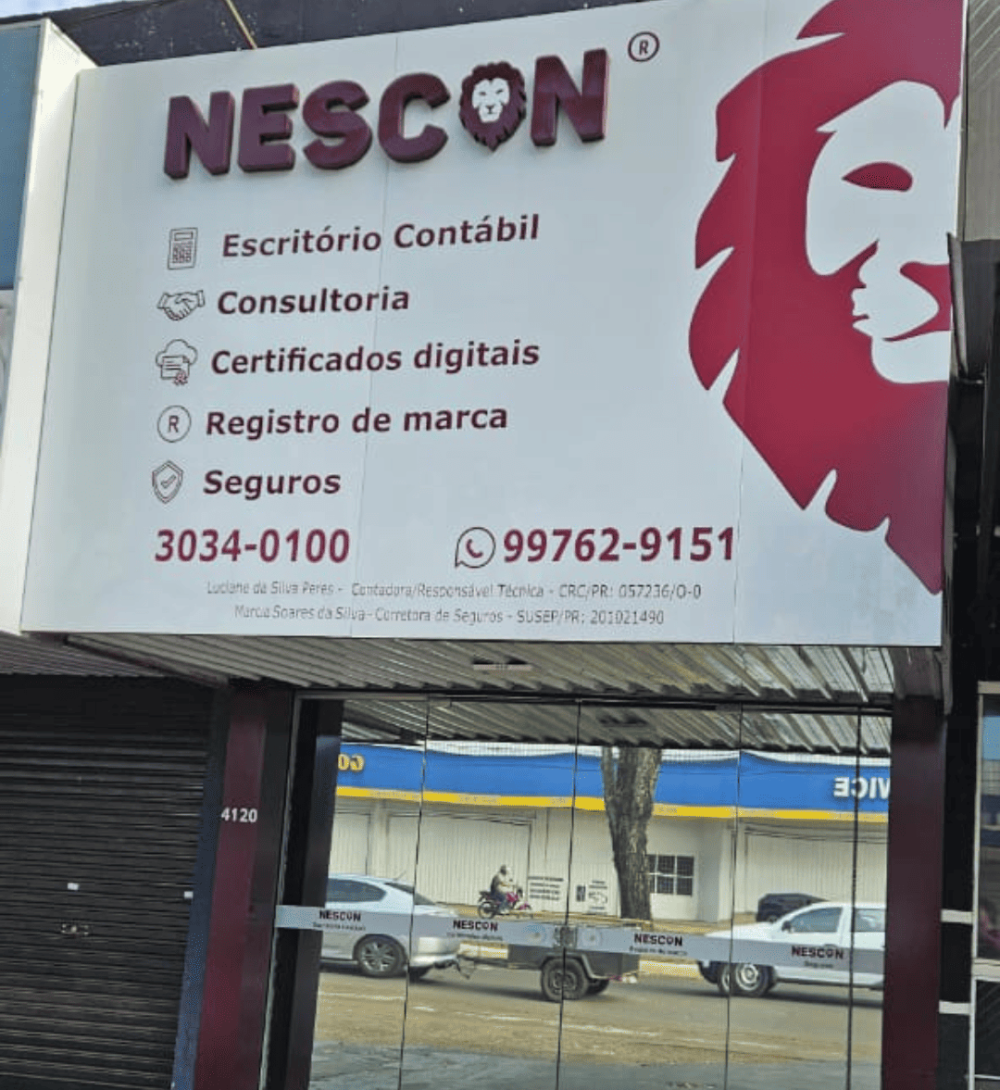 NESCON ®
Escritório Contábil
Consultoria
Certificados digitais
® Registro de marca
Seguros
3034-0100 99762-9151
Luciane da Silva Peres - Contadora/Responsável Técnica - CRC/PR: 057236/O-0
Marcia Soares da Silva - Corretora de Seguros - SUSEP/PR: 201021490
4120
NESCON
NESCON
NESCON
NESCON
Seguros